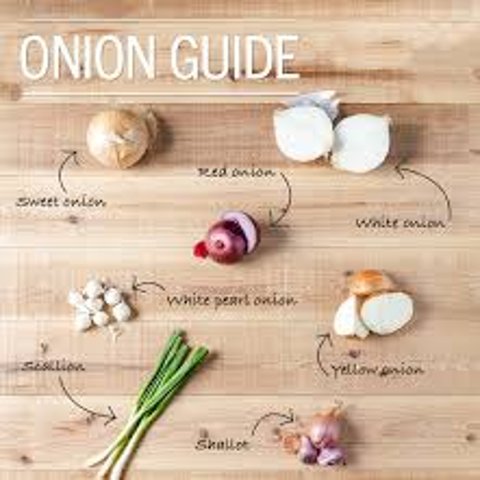 ONION GUIDE
Red onion
Sweet onion
White onion
White pearl onion
Scallion
Yellow onion
Shallot